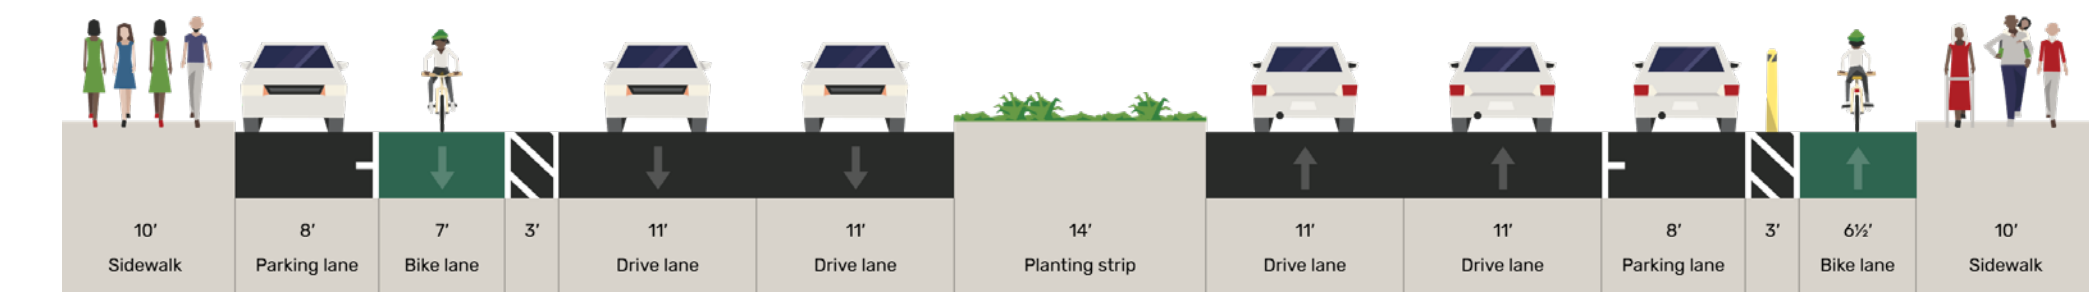 10′ 8′ 7′ 3′ 11′ 11′ 14′ 11′ 11′ 8′ 3′ 6½′ 10′
Sidewalk Parking lane Bike lane Drive lane Drive lane Planting strip Drive lane Drive lane Parking lane Bike lane Sidewalk